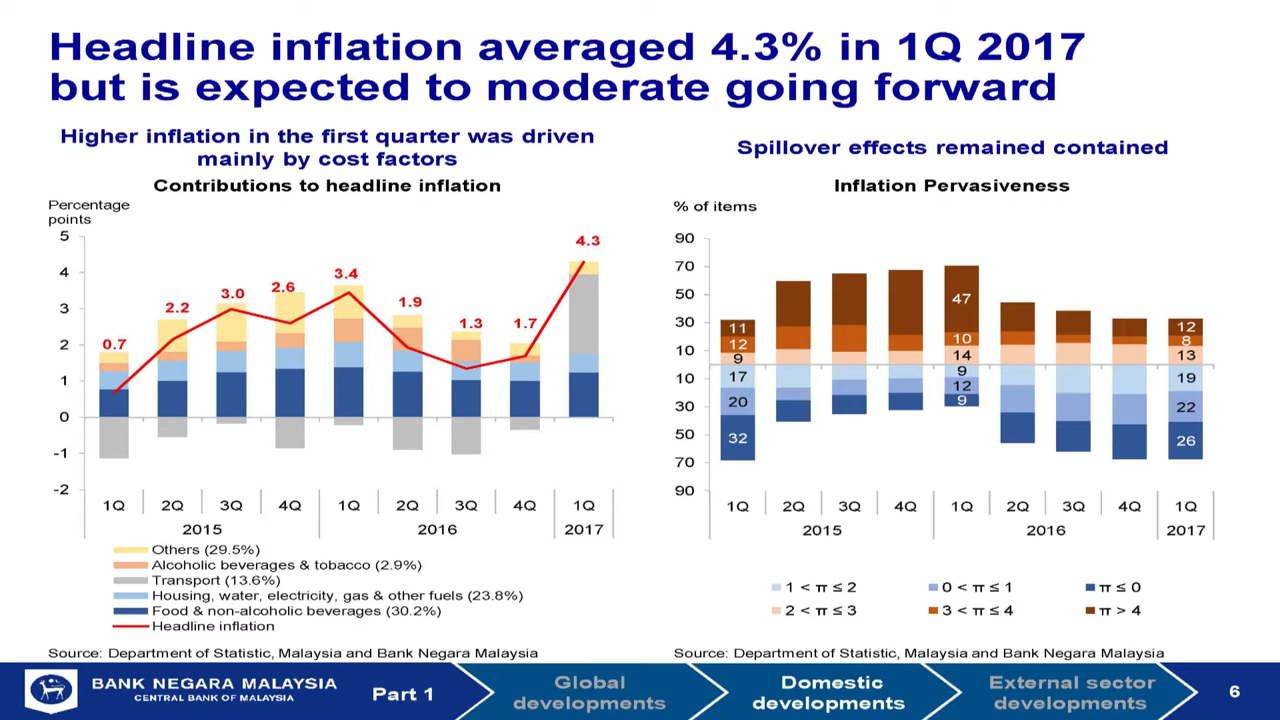 Headline inflation averaged 4.3% in 1Q 2017
but is expected to moderate going forward
Higher inflation in the first quarter was driven
mainly by cost factors
Contributions to headline inflation
Percentage
points
5
4
3
2
1
0
-1
-2
0.7
2.2
3.0
2.6
3.4
1.9
1.3
1.7
4.3
1Q 2Q 3Q 4Q 1Q 2Q 3Q 4Q 1Q
2015 2016 2017
Others (29.5%)
Alcoholic beverages & tobacco (2.9%)
Transport (13.6%)
Housing, water, electricity, gas & other fuels (23.8%)
Food & non-alcoholic beverages (30.2%)
Headline inflation
Source: Department of Statistic, Malaysia and Bank Negara Malaysia
Spillover effects remained contained
Inflation Pervasiveness
% of items
90
70
50
30
10
10
30
50
70
90
11
12
9
17
20
32
47
10
14
9
12
9
12
8
13
19
22
26
1Q 2Q 3Q 4Q 1Q 2Q 3Q 4Q 1Q
2015 2016 2017
1 < π ≤ 2 0 < π ≤ 1 π ≤ 0
2 < π ≤ 3 3 < π ≤ 4 π > 4
Source: Department of Statistic, Malaysia and Bank Negara Malaysia
BANK NEGARA MALAYSIA
CENTRAL BANK OF MALAYSIA
Part 1
Global
developments
Domestic
developments
External sector
developments
6